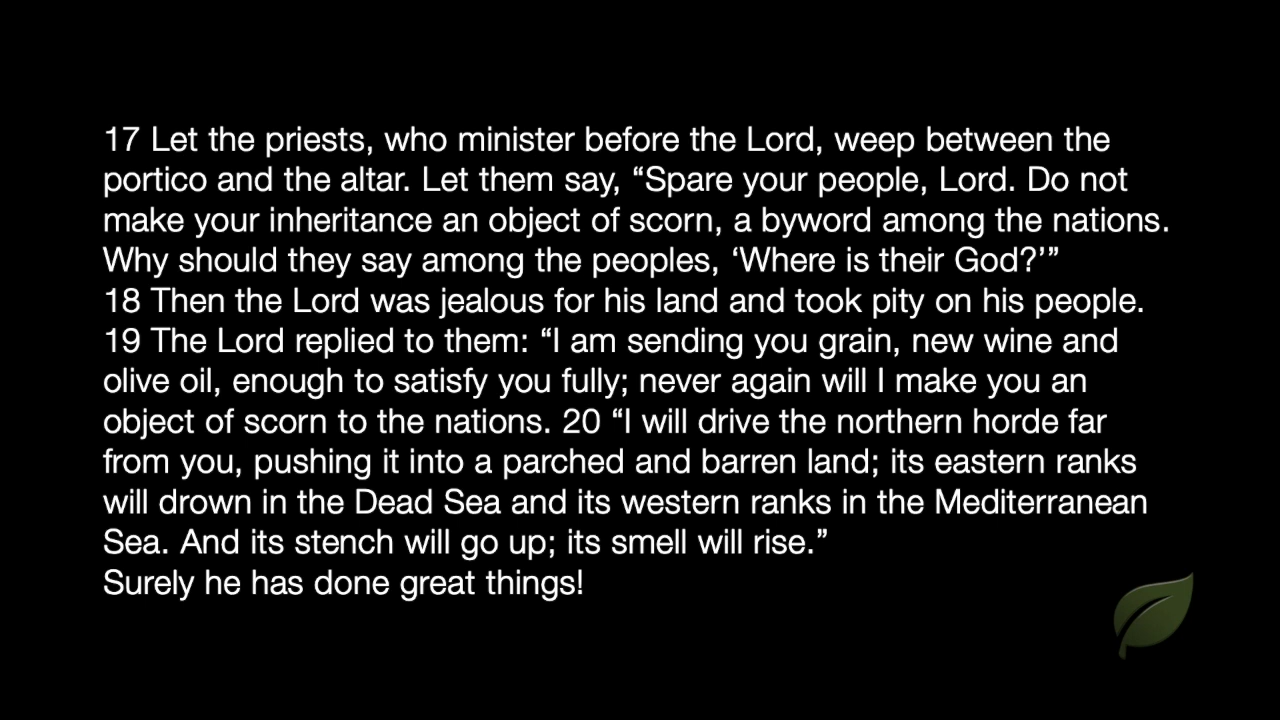 17 Let the priests, who minister before the Lord, weep between the
portico and the altar. Let them say, “Spare your people, Lord. Do not
make your inheritance an object of scorn, a byword among the nations.
Why should they say among the peoples, ‘Where is their God?’”
18 Then the Lord was jealous for his land and took pity on his people.
19 The Lord replied to them: “I am sending you grain, new wine and
olive oil, enough to satisfy you fully; never again will I make you an
object of scorn to the nations. 20 “I will drive the northern horde far
from you, pushing it into a parched and barren land; its eastern ranks
will drown in the Dead Sea and its western ranks in the Mediterranean
Sea. And its stench will go up; its smell will rise.”
Surely he has done great things!